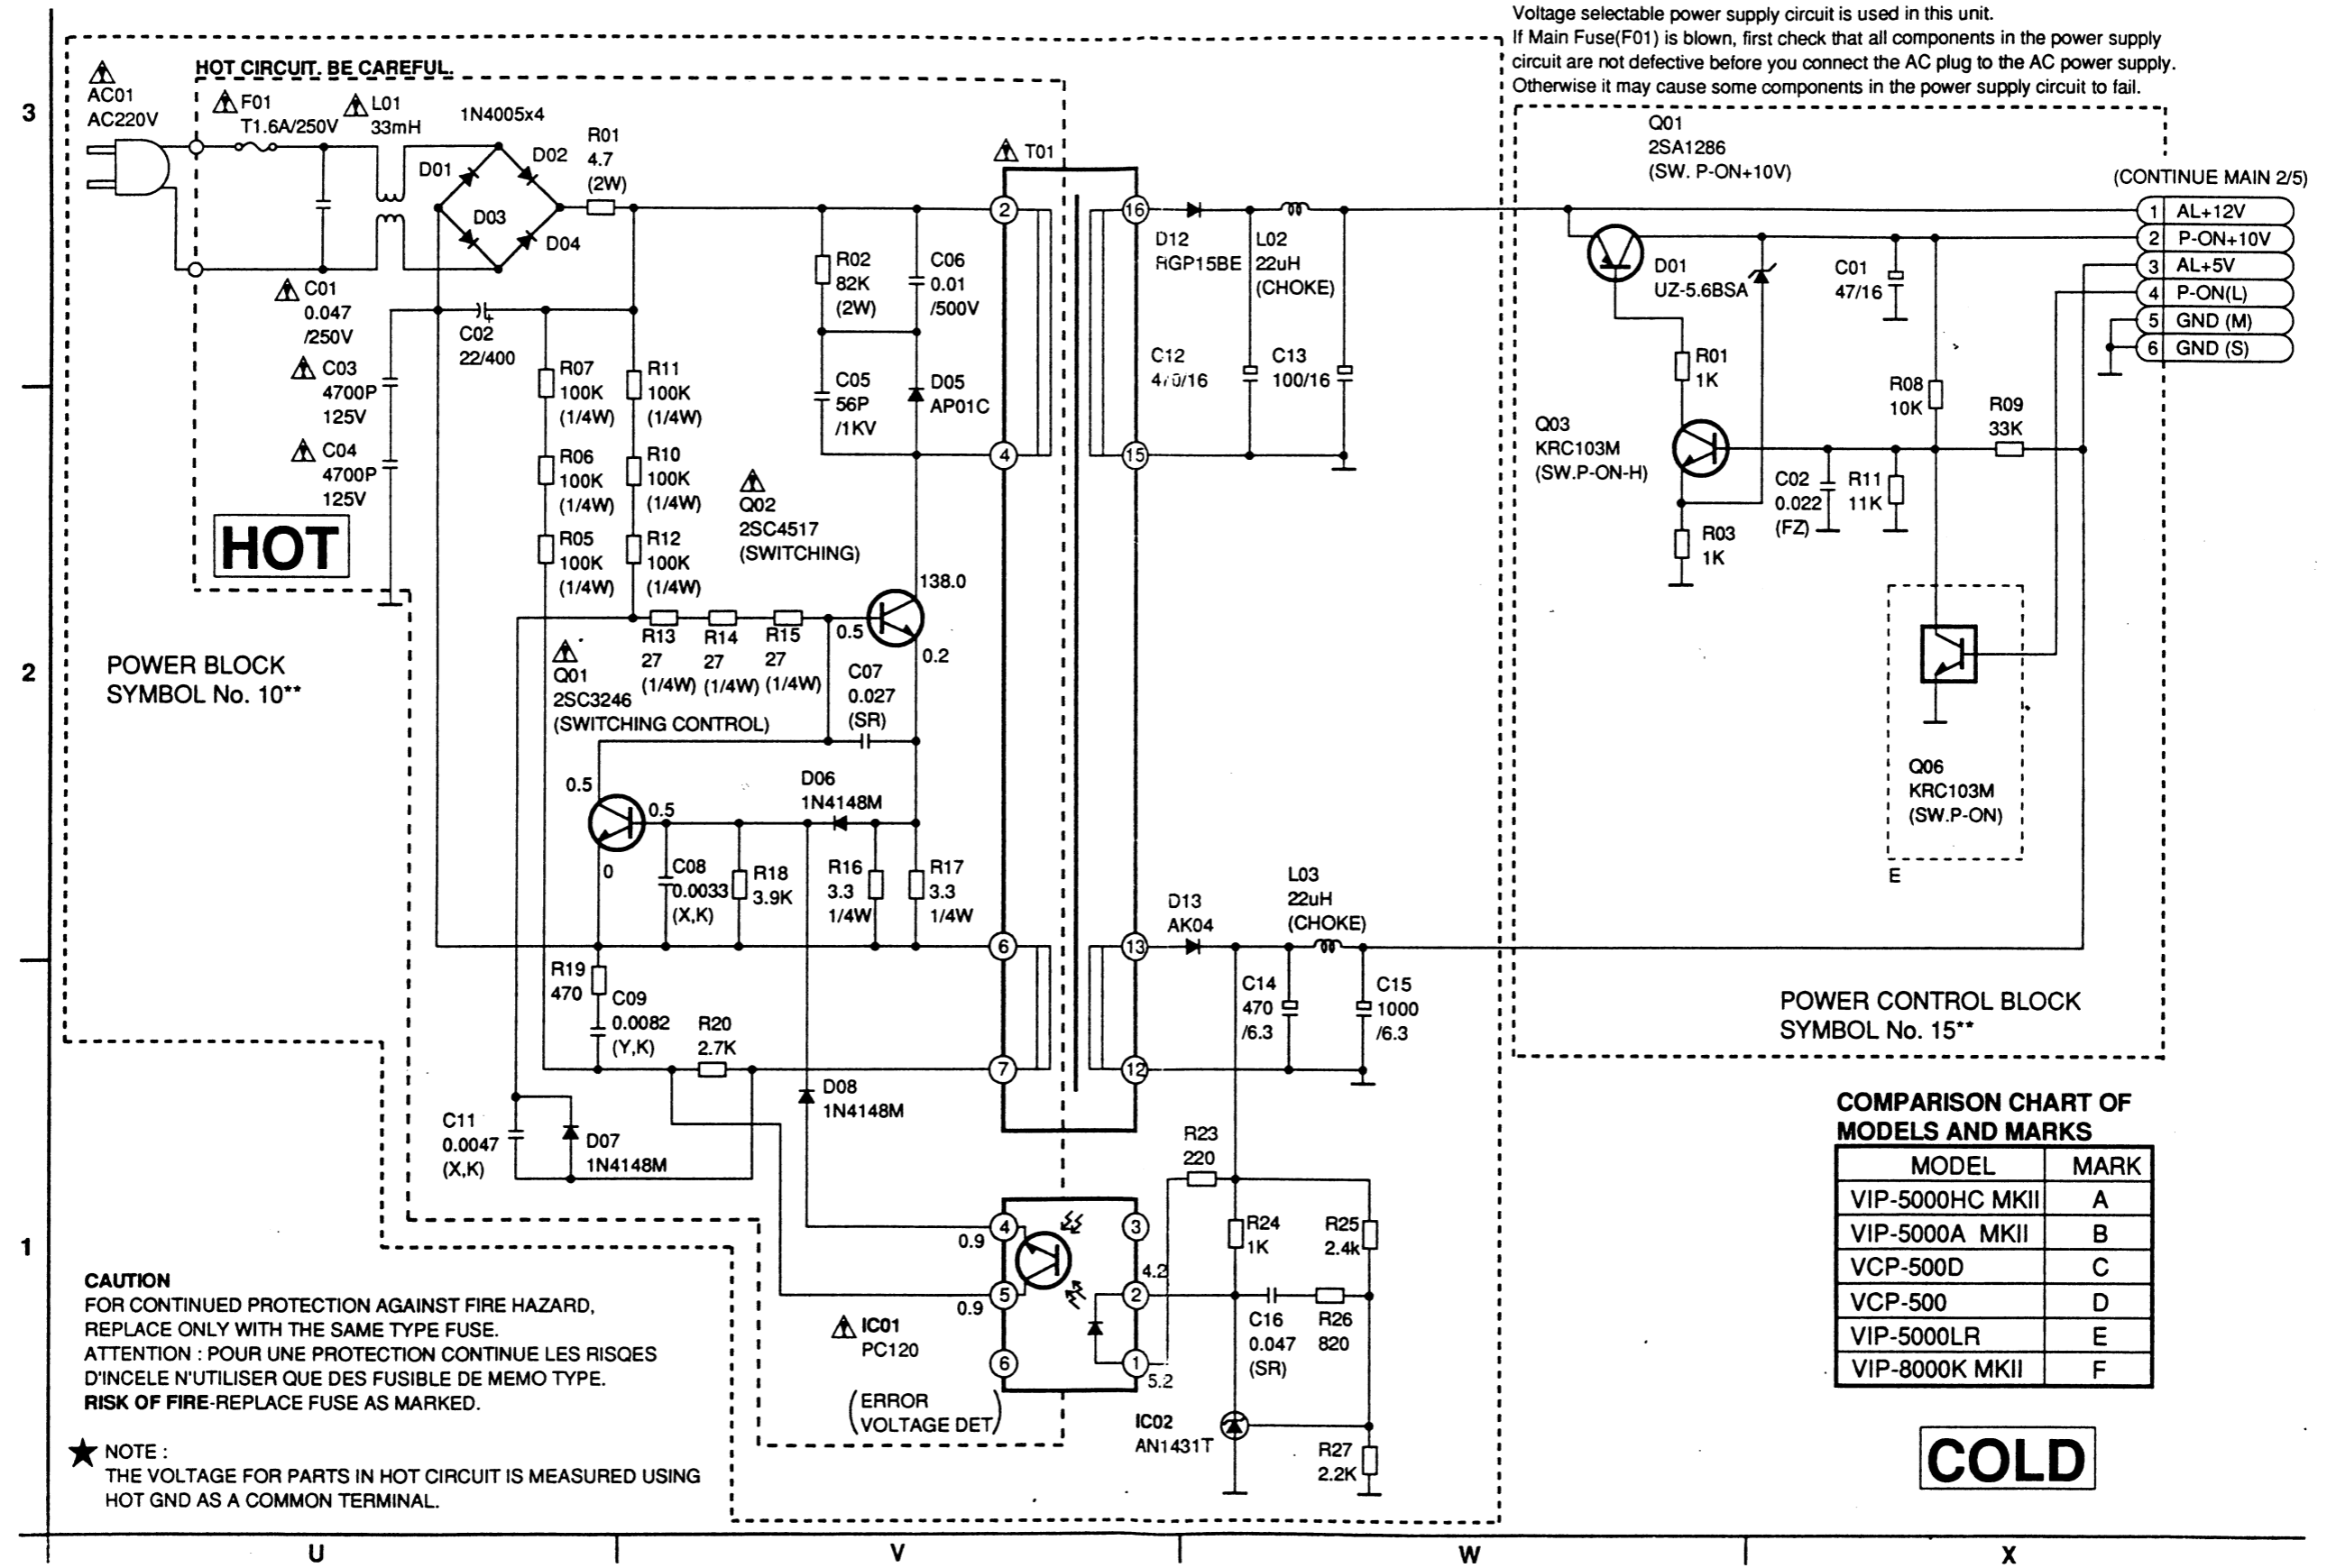 Voltage selectable power supply circuit is used in this unit.
If Main Fuse(F01) is blown, first check that all components in the power supply
circuit are not defective before you connect the AC plug to the AC power supply.
Otherwise it may cause some components in the power supply circuit to fail.
HOT CIRCUIT. BE CAREFUL.
3
AC01
AC220V
F01
T1.6A/250V
L01
33mH
1N4005x4
D01
D02
D03
D04
R01
4.7
(2W)
T01
C01
0.047
/250V
C02
22/400
C03
4700P
125V
C04
4700P
125V
HOT
R07
100K
(1/4W)
R11
100K
(1/4W)
R06
100K
(1/4W)
R10
100K
(1/4W)
R05
100K
(1/4W)
R12
100K
(1/4W)
R02
82K
(2W)
C06
0.01
/500V
C05
56P
/1KV
D05
AP01C
2
4
16
15
D12
RGP15BE
L02
22uH
(CHOKE)
C12
/16
C13
100/16
Q02
2SC4517
(SWITCHING)
138.0
0.5
0.2
2
POWER BLOCK
SYMBOL No. 10**
R13
27
(1/4W)
R14
27
(1/4W)
R15
27
(1/4W)
C07
0.027
(SR)
Q01
2SC3246
(SWITCHING CONTROL)
0.5
0.5
0
D06
1N4148M
C08
0.0033
(X,K)
R18
3.9K
R16
3.3
1/4W
R17
3.3
1/4W
6
7
13
12
R19
470
C09
0.0082
(Y,K)
R20
2.7K
C11
0.0047
(X,K)
D07
1N4148M
D08
1N4148M
D13
AK04
L03
22uH
(CHOKE)
C14
470
/6.3
C15
1000
/6.3
R23
220
R24
1K
R25
2.4k
C16
0.047
(SR)
R26
820
R27
2.2K
IC02
AN1431T
4
5
6
3
2
1
0.9
0.9
4.2
5.2
IC01
PC120
(ERROR
VOLTAGE DET)
Q01
2SA1286
(SW. P-ON+10V)
(CONTINUE MAIN 2/5)
1 AL+12V
2 P-ON+10V
3 AL+5V
4 P-ON(L)
5 GND (M)
6 GND (S)
D01
UZ-5.6BSA
C01
47/16
R01
1K
R08
10K
R09
33K
Q03
KRC103M
(SW.P-ON-H)
C02
0.022
(FZ)
R11
11K
R03
1K
Q06
KRC103M
(SW.P-ON)
E
POWER CONTROL BLOCK
SYMBOL No. 15**
COMPARISON CHART OF
MODELS AND MARKS
MODEL MARK
VIP-5000HC MKII A
VIP-5000A MKII B
VCP-500D C
VCP-500 D
VIP-5000LR E
VIP-8000K MKII F
COLD
1
CAUTION
FOR CONTINUED PROTECTION AGAINST FIRE HAZARD,
REPLACE ONLY WITH THE SAME TYPE FUSE.
ATTENTION : POUR UNE PROTECTION CONTINUE LES RISQES
D'INCELE N'UTILISER QUE DES FUSIBLE DE MEMO TYPE.
RISK OF FIRE-REPLACE FUSE AS MARKED.
★ NOTE :
THE VOLTAGE FOR PARTS IN HOT CIRCUIT IS MEASURED USING
HOT GND AS A COMMON TERMINAL.
U V W X